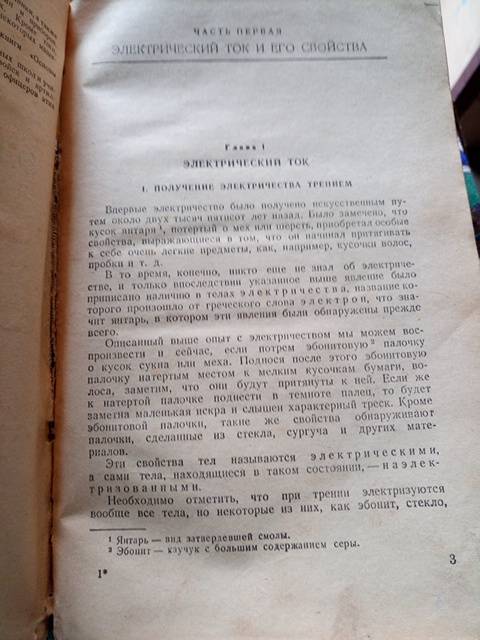 ЧАСТЬ ПЕРВАЯ
ЭЛЕКТРИЧЕСКИЙ ТОК И ЕГО СВОЙСТВА
Глава I
ЭЛЕКТРИЧЕСКИЙ ТОК
1. ПОЛУЧЕНИЕ ЭЛЕКТРИЧЕСТВА ТРЕНИЕМ
Впервые электричество было получено искусственным пу-
тем около двух тысяч пятисот лет назад. Было замечено, что
кусок янтаря¹, потертый о мех или шерсть, приобретал особые
свойства, выражающиеся в том, что он начинал притягивать
к себе очень легкие предметы, как, например, кусочки волос,
пробки и т. д.
В то время, конечно, никто еще не знал об электриче-
стве, и только впоследствии указанное выше явление было
приписано наличию в телах электричества, название ко-
торого произошло от греческого слова электрон, что зна-
чит янтарь, в котором эти явления были обнаружены прежде
всего.
Описанный выше опыт с электричеством мы можем вос-
произвести и сейчас, если потрем эбонитовую² палочку
о кусок сукна или меха. Поднося после этого эбонитовую
палочку натертым местом к мелким кусочкам бумаги, во-
лоса, заметим, что они будут притянуты к ней. Если же
к натертой палочке поднести в темноте палец, то будет
заметна маленькая искра и слышен характерный треск. Кроме
эбонитовой палочки, такие же свойства обнаруживают
палочки, сделанные из стекла, сургуча и других мате-
риалов.
Эти свойства тел называются электрическими,
а сами тела, находящиеся в таком состоянии, — наэлек-
тризованными.
Необходимо отметить, что при трении электризуются
вообще все тела, но некоторые из них, как эбонит, стекло,
¹ Янтарь — вид затвердевшей смолы.
² Эбонит — каучук с большим содержанием серы.
1*
3